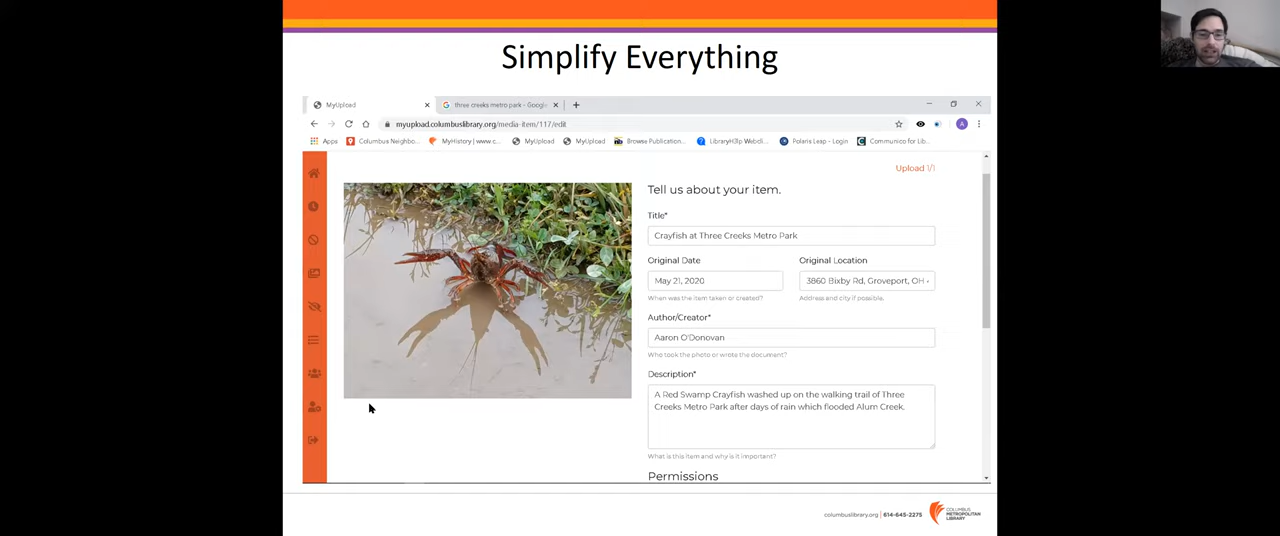 Simplify Everything
MyUpload
three creeks metro park - Google
myupload.columbuslibrary.org/media-item/117/edit
A
Apps
Columbus Neighbo...
MyHistory | www.c...
MyUpload
MyUpload
Browse Publication...
LibraryH3lp Webcli...
Polaris Leap - Login
Communico for Lib...
Upload 1/1
Tell us about your item.
Title*
Crayfish at Three Creeks Metro Park
Original Date
Original Location
May 21, 2020
3860 Bixby Rd, Groveport, OH
When was the item taken or created?
Address and city if possible.
Author/Creator*
Aaron O'Donovan
Who took the photo or wrote the document?
Description*
A Red Swamp Crayfish washed up on the walking trail of Three
Creeks Metro Park after days of rain which flooded Alum Creek.
What is this item and why is it important?
Permissions
columbuslibrary.org | 614-645-2275
COLUMBUS
METROPOLITAN
LIBRARY